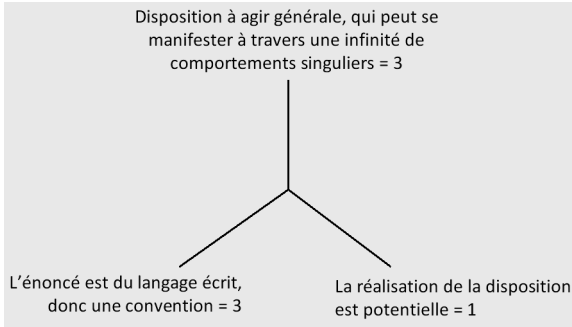 Disposition à agir générale, qui peut se
manifester à travers une infinité de
comportements singuliers = 3
L’énoncé est du langage écrit,
donc une convention = 3
La réalisation de la disposition
est potentielle = 1